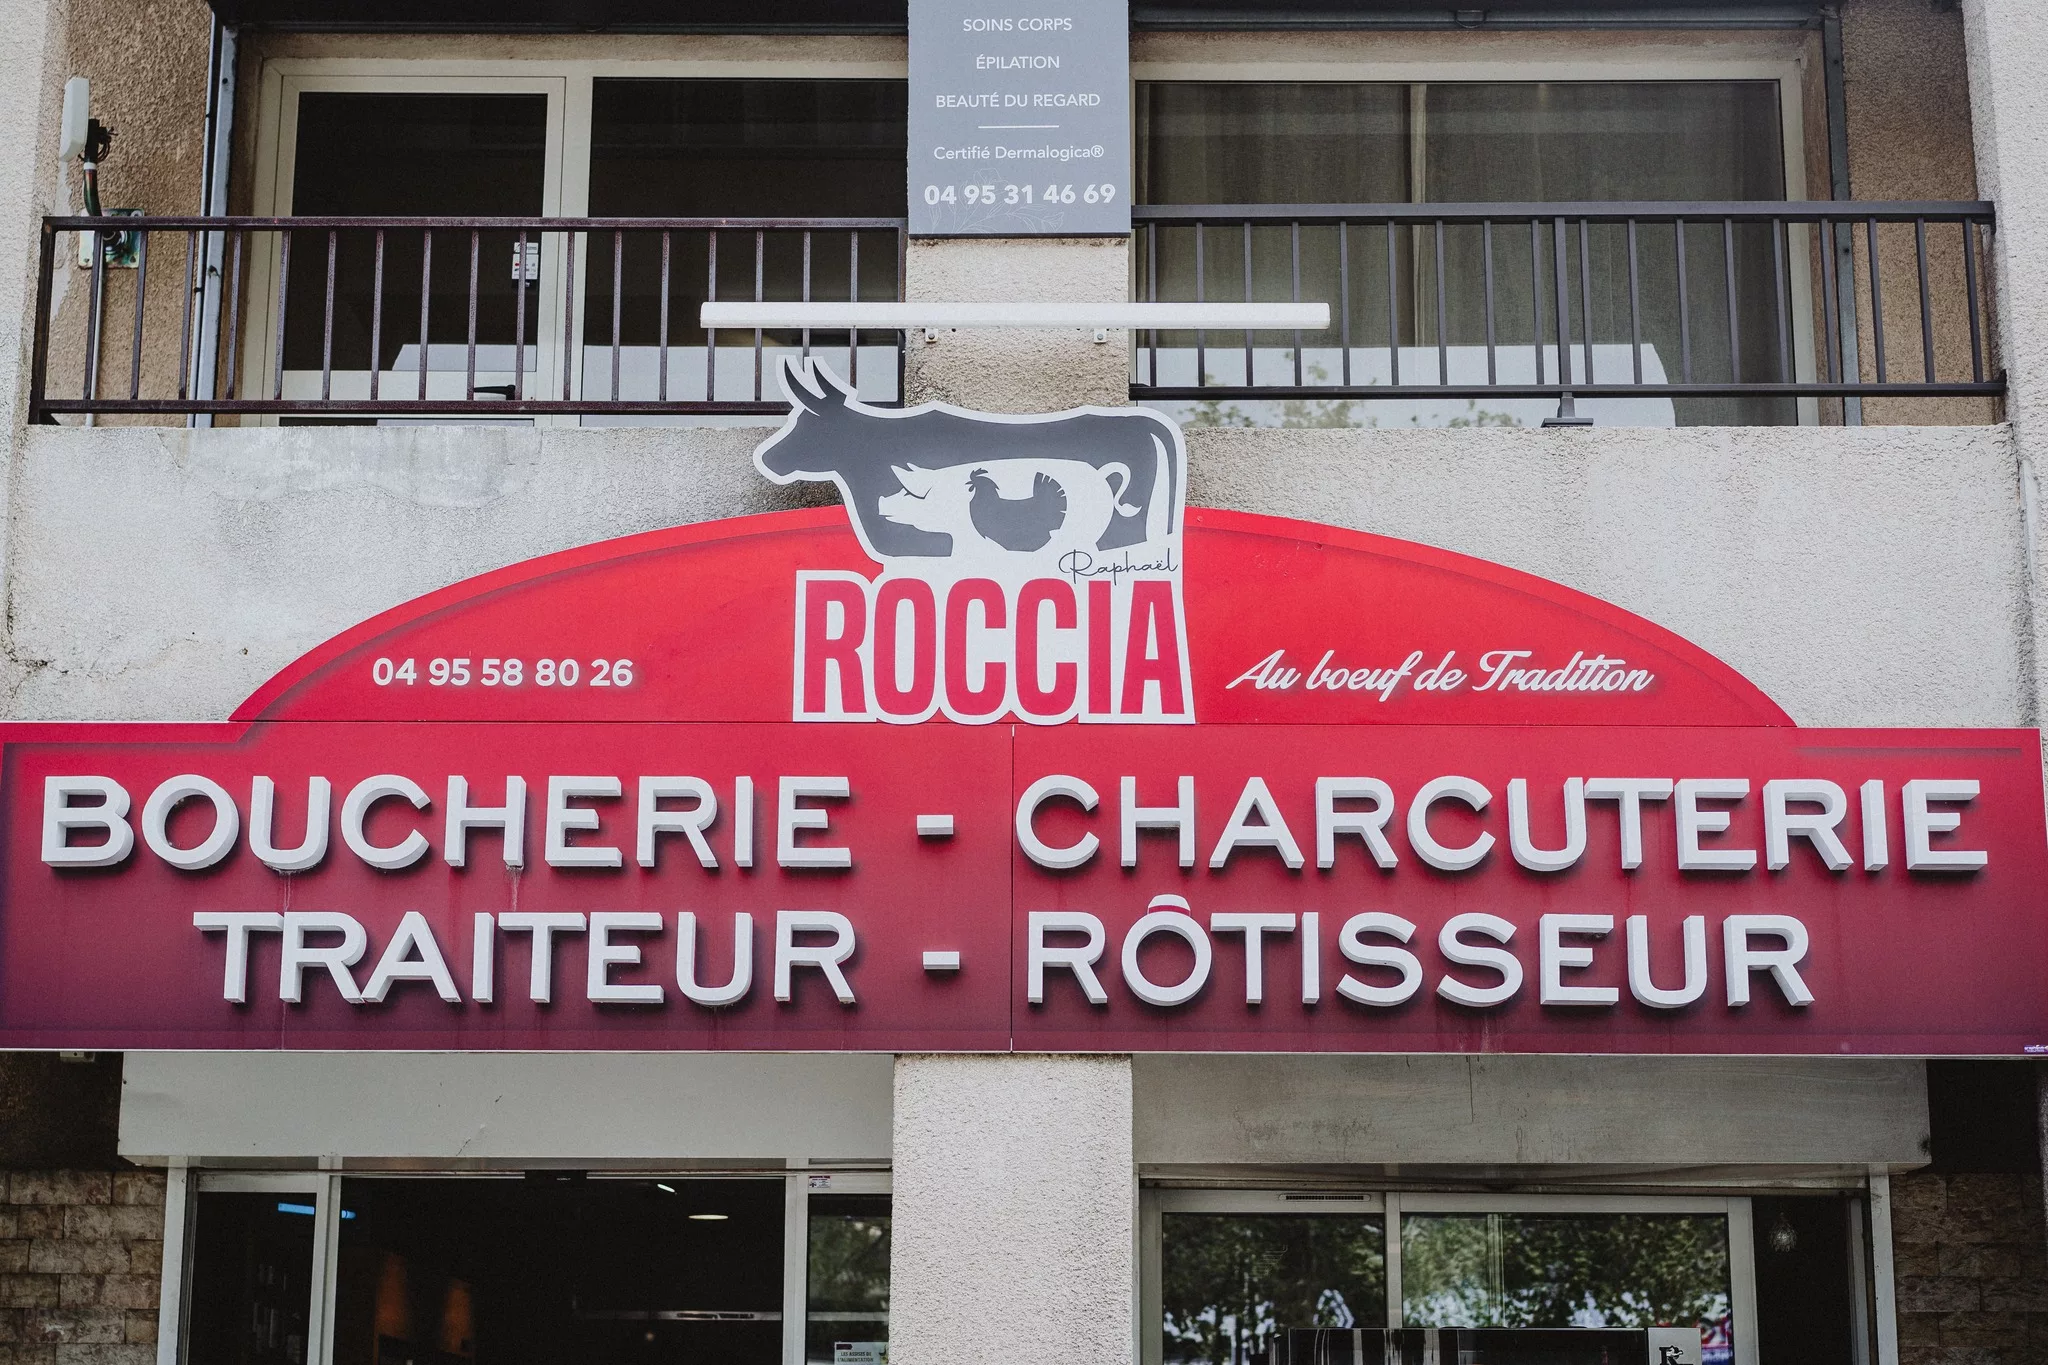 SOINS CORPS
ÉPILATION
BEAUTÉ DU REGARD
Certifié Dermalogica®
04 95 31 46 69
Raphaël
ROCCIA
04 95 58 80 26
Au boeuf de Tradition
BOUCHERIE - CHARCUTERIE
TRAITEUR - RÔTISSEUR